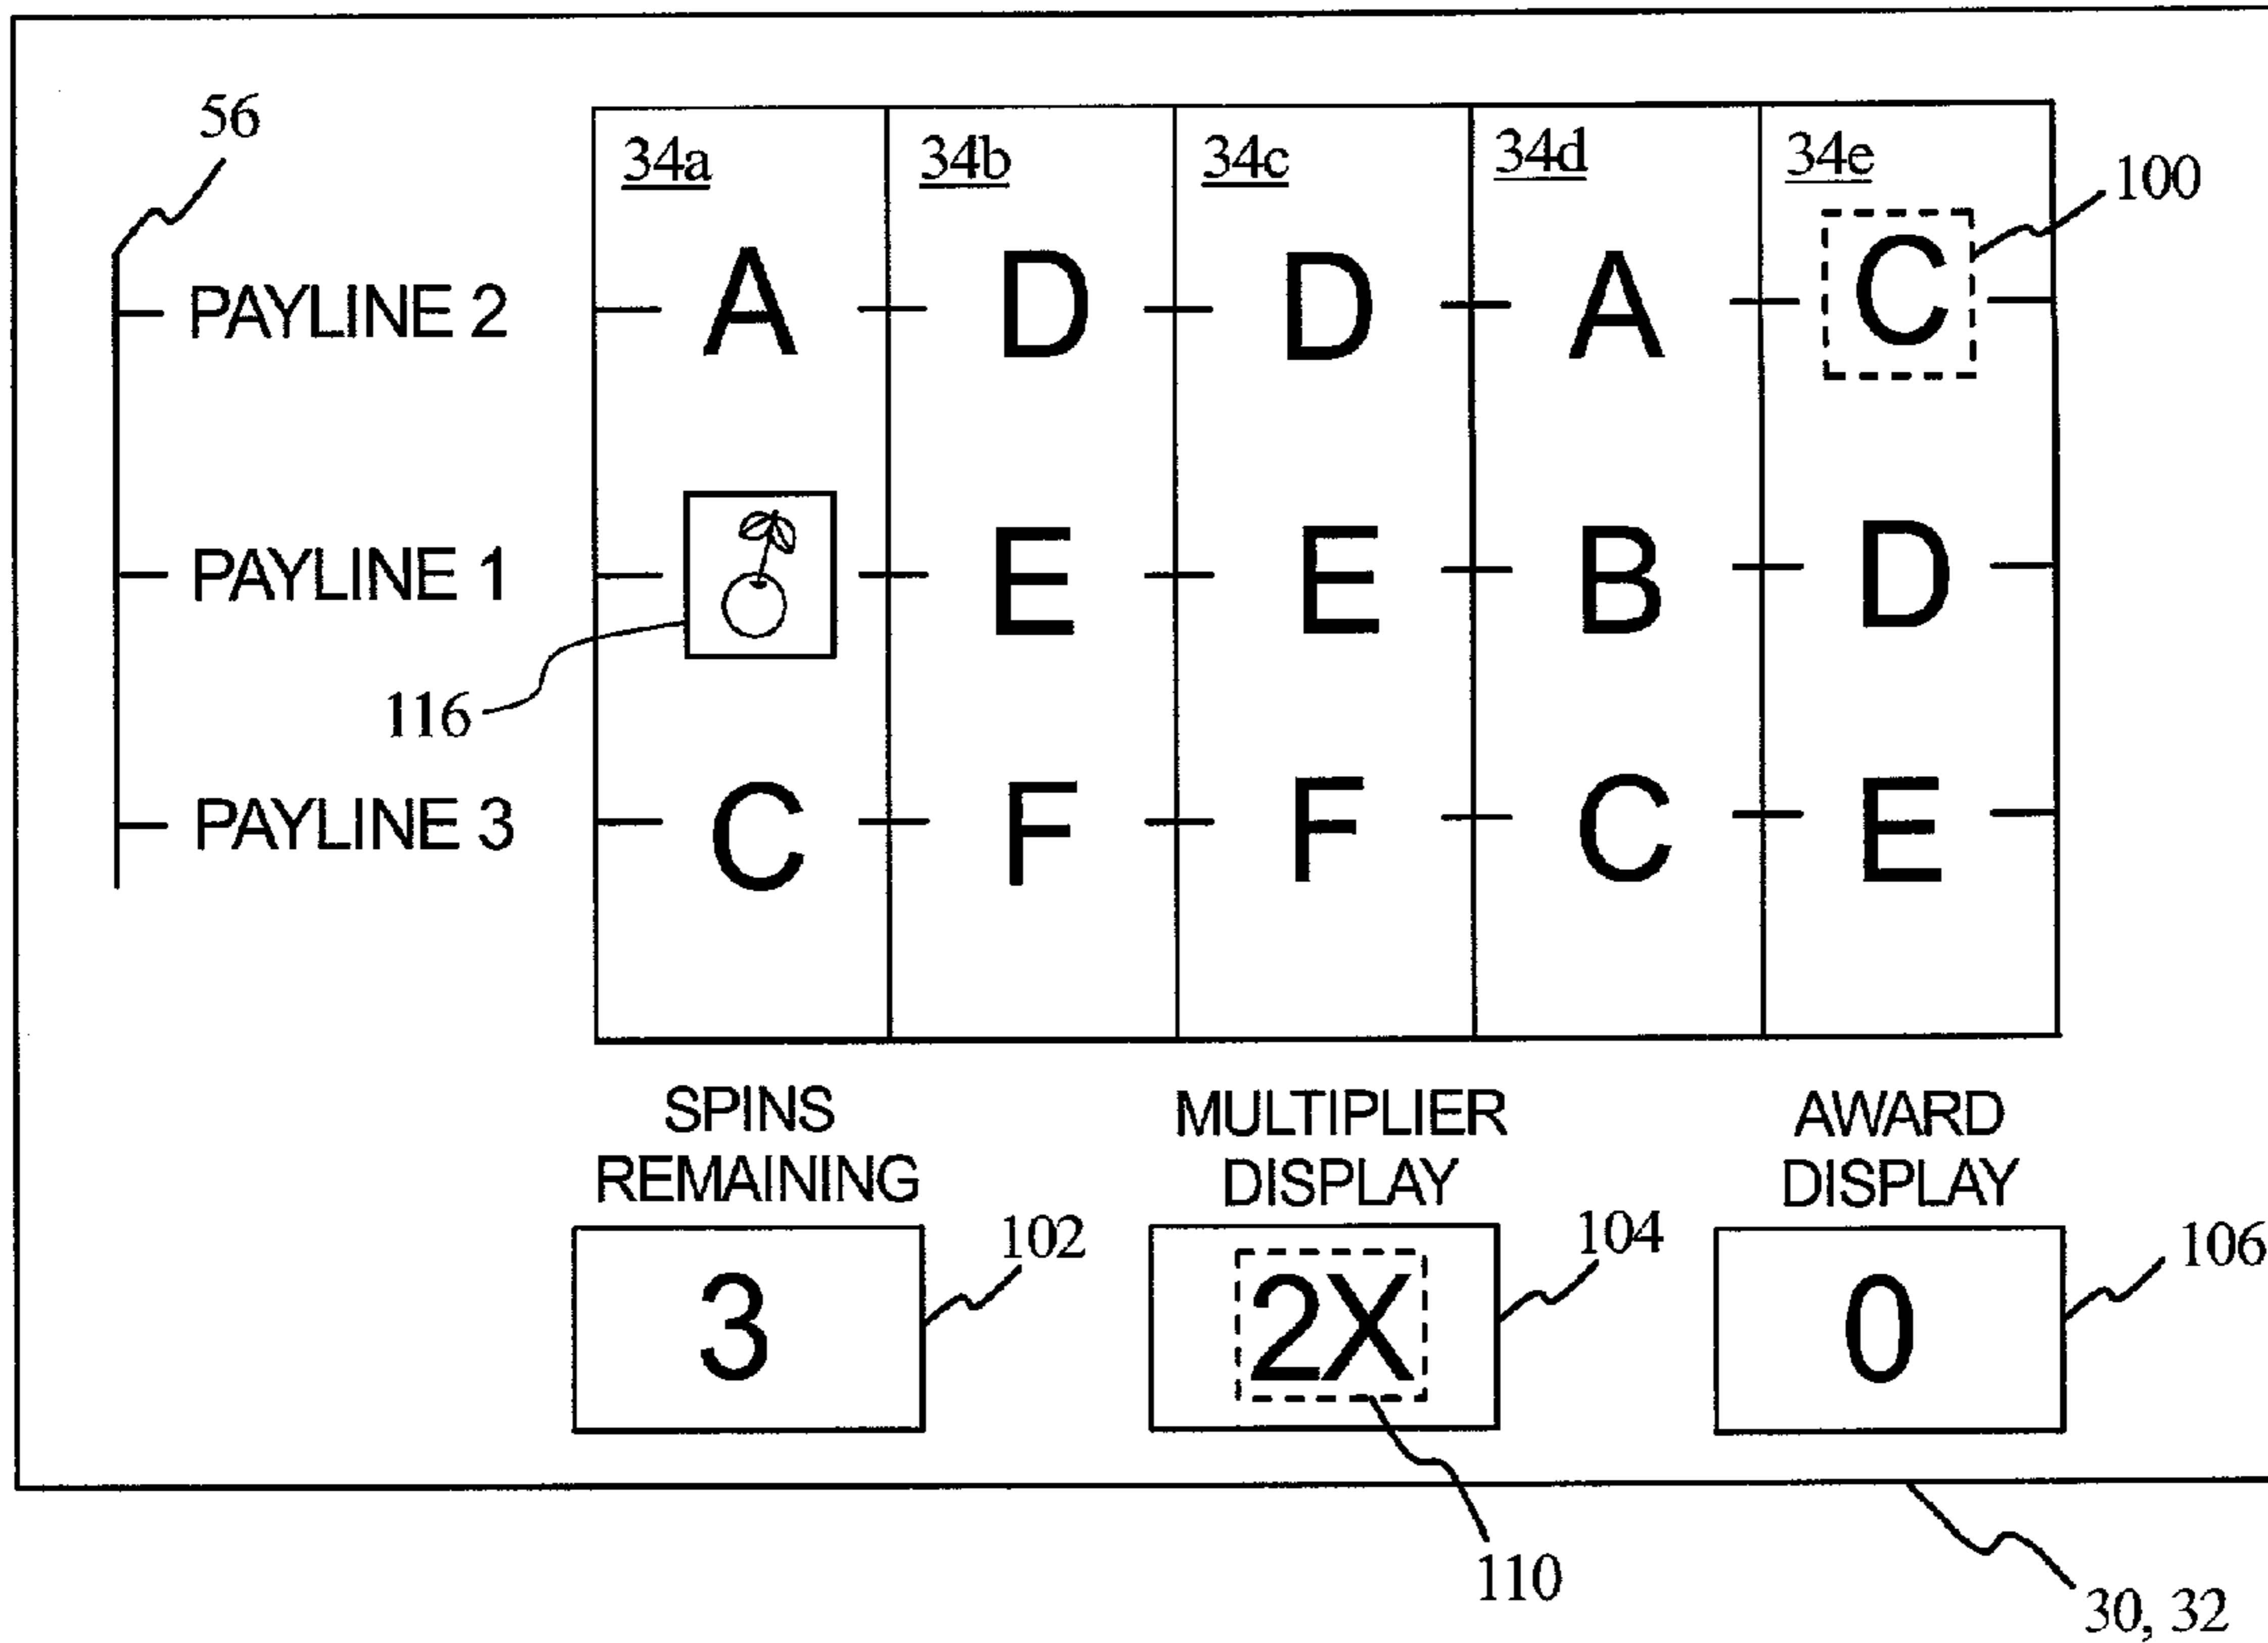 56
34a 34b 34c 34d 34e
100
PAYLINE 2 A D D A C
PAYLINE 1 E E B D
116
PAYLINE 3 C F F C E
SPINS REMAINING
MULTIPLIER DISPLAY
AWARD DISPLAY
3 102
2X 104
0 106
110
30, 32